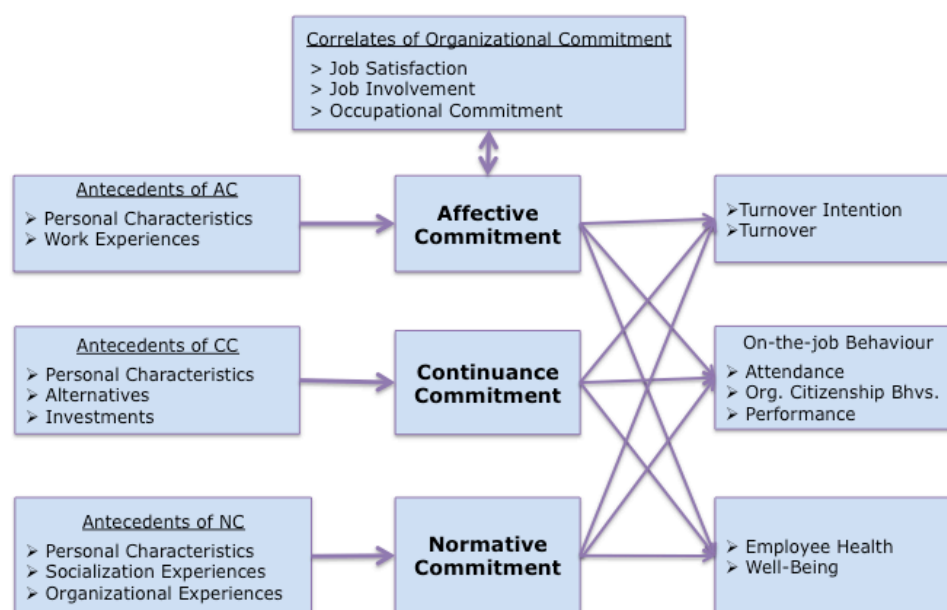 Correlates of Organizational Commitment
> Job Satisfaction
> Job Involvement
> Occupational Commitment
Antecedents of AC
➢ Personal Characteristics
➢ Work Experiences
Affective
Commitment
➢Turnover Intention
➢Turnover
Antecedents of CC
➢ Personal Characteristics
➢ Alternatives
➢ Investments
Continuance
Commitment
On-the-job Behaviour
➢ Attendance
➢ Org. Citizenship Bhvs.
➢ Performance
Antecedents of NC
➢ Personal Characteristics
➢ Socialization Experiences
➢ Organizational Experiences
Normative
Commitment
➢ Employee Health
➢ Well-Being